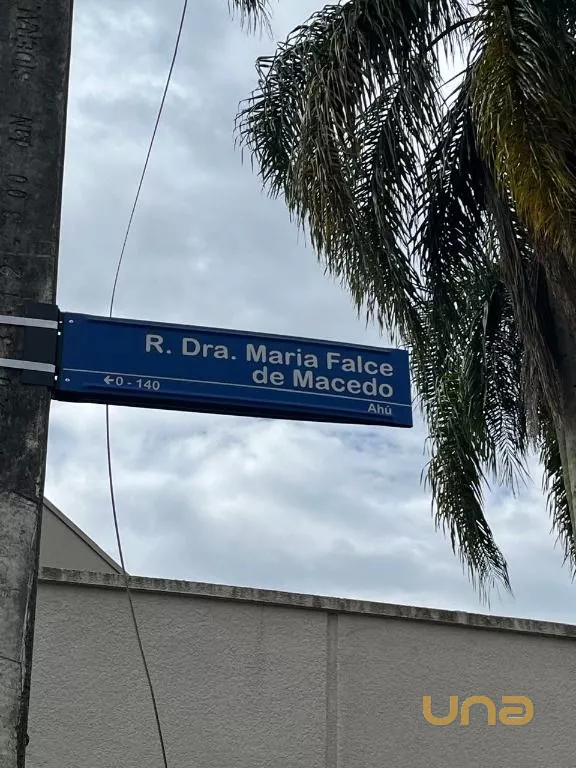 R. Dra. Maria Falce
de Macedo
←0 - 140
Ahú
una